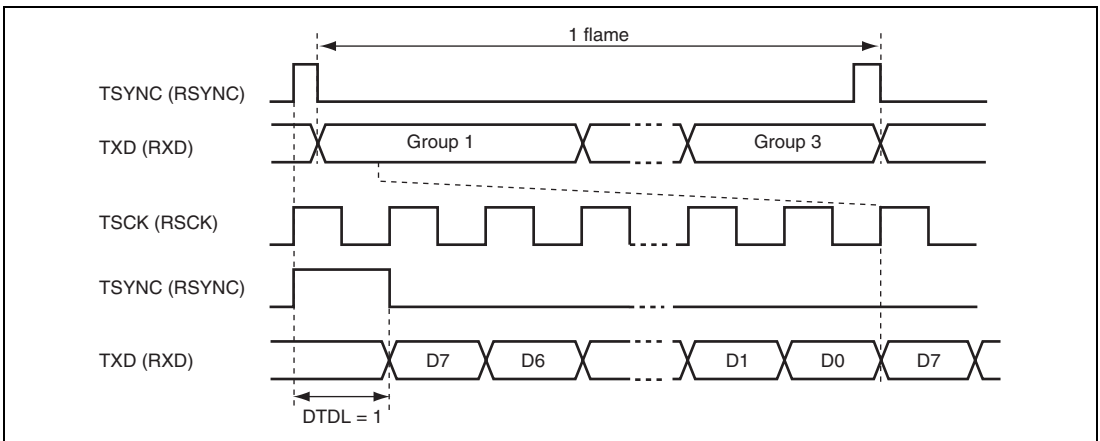 1 flame
TSYNC (RSYNC)
TXD (RXD) Group 1 Group 3
TSCK (RSCK)
TSYNC (RSYNC)
TXD (RXD) D7 D6 D1 D0 D7
DTDL = 1